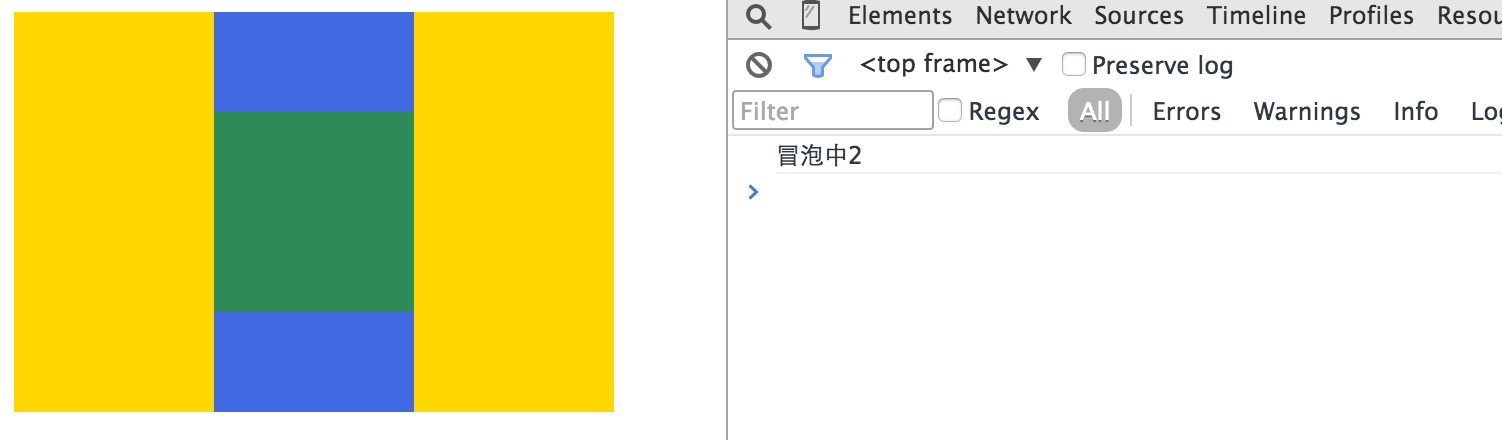 Elements Network Sources Timeline Profiles Resou
<top frame> ▼ Preserve log
Filter Regex All Errors Warnings Info Log
冒泡中2
>